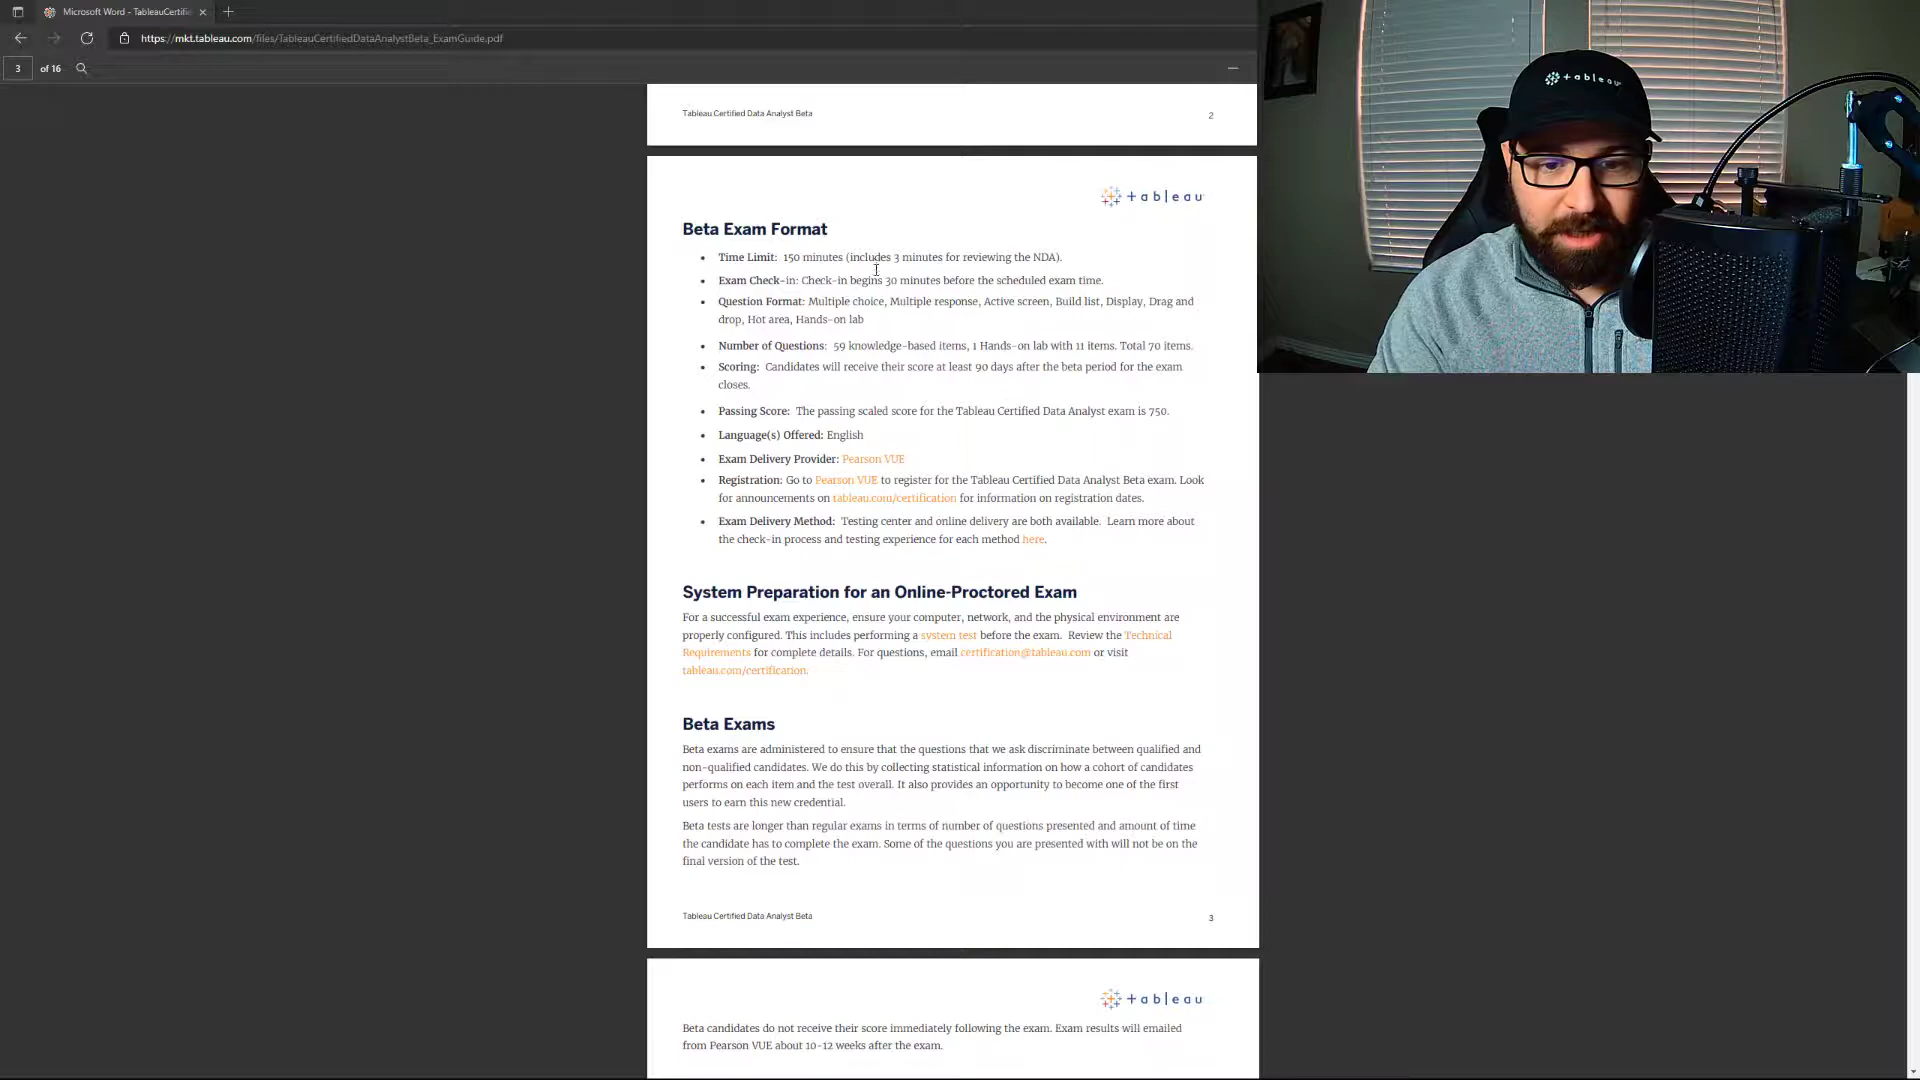 Microsoft Word - TableauCertifie
https://mkt.tableau.com/files/TableauCertifiedDataAnalystBeta_ExamGuide.pdf
3 of 16
Tableau Certified Data Analyst Beta
2
+ableau
+ableau
Beta Exam Format
• Time Limit: 150 minutes (includes 3 minutes for reviewing the NDA).
• Exam Check-in: Check-in begins 30 minutes before the scheduled exam time.
• Question Format: Multiple choice, Multiple response, Active screen, Build list, Display, Drag and
drop, Hot area, Hands-on lab
• Number of Questions: 59 knowledge-based items, 1 Hands-on lab with 11 items. Total 70 items.
• Scoring: Candidates will receive their score at least 90 days after the beta period for the exam
closes.
• Passing Score: The passing scaled score for the Tableau Certified Data Analyst exam is 750.
• Language(s) Offered: English
• Exam Delivery Provider: Pearson VUE
• Registration: Go to Pearson VUE to register for the Tableau Certified Data Analyst Beta exam. Look
for announcements on tableau.com/certification for information on registration dates.
• Exam Delivery Method: Testing center and online delivery are both available. Learn more about
the check-in process and testing experience for each method here.
System Preparation for an Online-Proctored Exam
For a successful exam experience, ensure your computer, network, and the physical environment are
properly configured. This includes performing a system test before the exam. Review the Technical
Requirements for complete details. For questions, email certification@tableau.com or visit
tableau.com/certification.
Beta Exams
Beta exams are administered to ensure that the questions that we ask discriminate between qualified and
non-qualified candidates. We do this by collecting statistical information on how a cohort of candidates
performs on each item and the test overall. It also provides an opportunity to become one of the first
users to earn this new credential.
Beta tests are longer than regular exams in terms of number of questions presented and amount of time
the candidate has to complete the exam. Some of the questions you are presented with will not be on the
final version of the test.
Tableau Certified Data Analyst Beta
3
+ableau
Beta candidates do not receive their score immediately following the exam. Exam results will emailed
from Pearson VUE about 10-12 weeks after the exam.